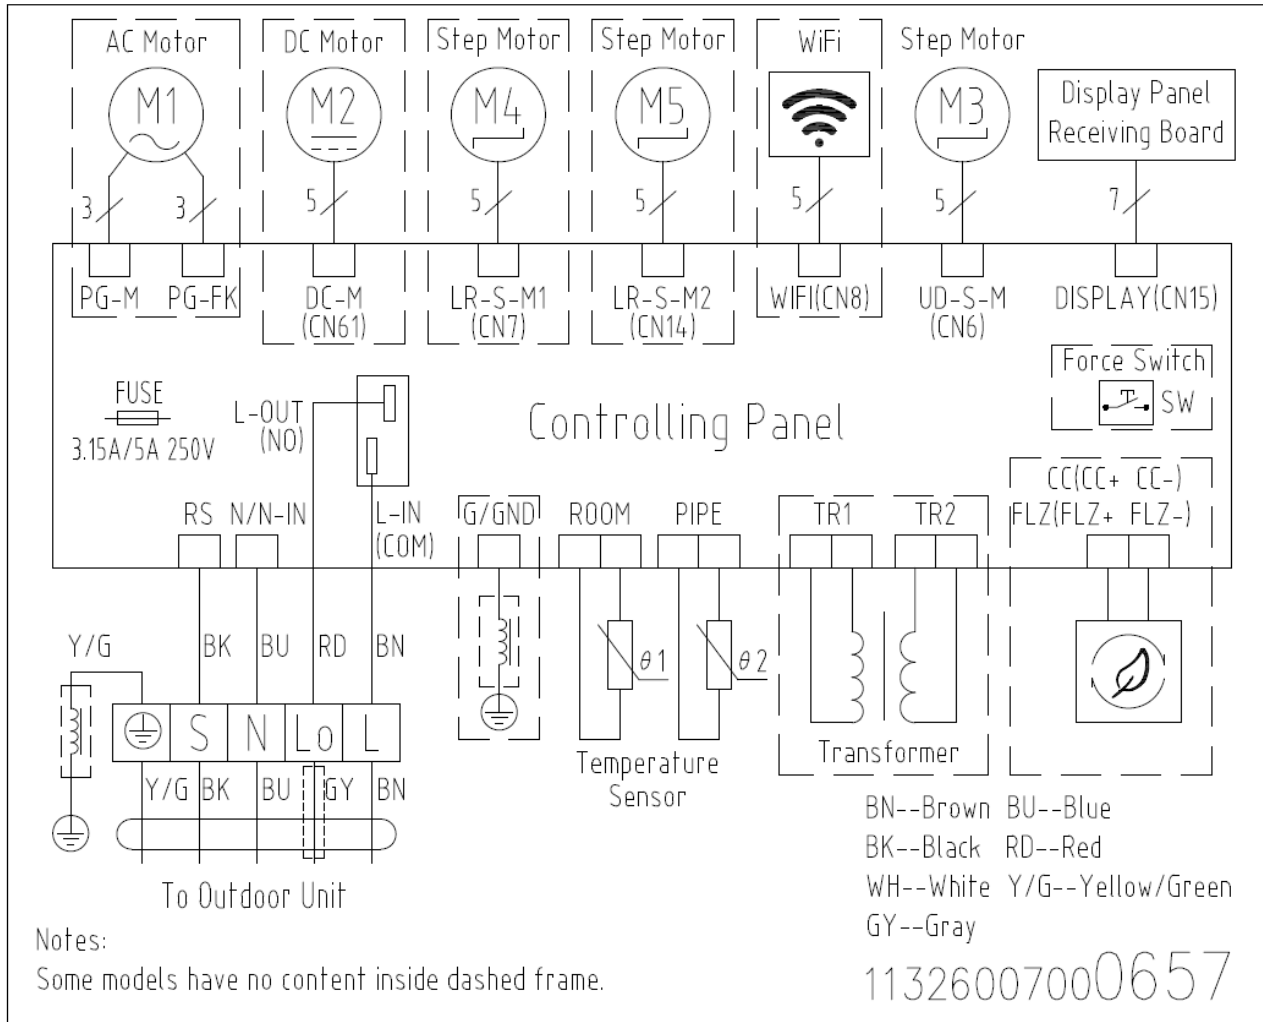 AC Motor
DC Motor
Step Motor
Step Motor
WiFi
Step Motor
M1
M2
M4
M5
M3
Display Panel
Receiving Board
3
3
5
5
5
5
5
7
PG-M
PG-FK
DC-M
(CN61)
LR-S-M1
(CN7)
LR-S-M2
(CN14)
WIFI(CN8)
UD-S-M
(CN6)
DISPLAY(CN15)
FUSE
3.15A/5A 250V
L-OUT
(NO)
Controlling Panel
Force Switch
SW
RS
N/N-IN
L-IN
(COM)
G/GND
ROOM
PIPE
TR1
TR2
CC(CC+ CC-)
FLZ(FLZ+ FLZ-)
Y/G
BK
BU
RD
BN
θ1
θ2
S
N
Lo
L
Temperature
Sensor
Transformer
Y/G
BK
BU
GY
BN
To Outdoor Unit
BN--Brown BU--Blue
BK--Black RD--Red
WH--White Y/G--Yellow/Green
GY--Gray
Notes:
Some models have no content inside dashed frame.
11326007000657